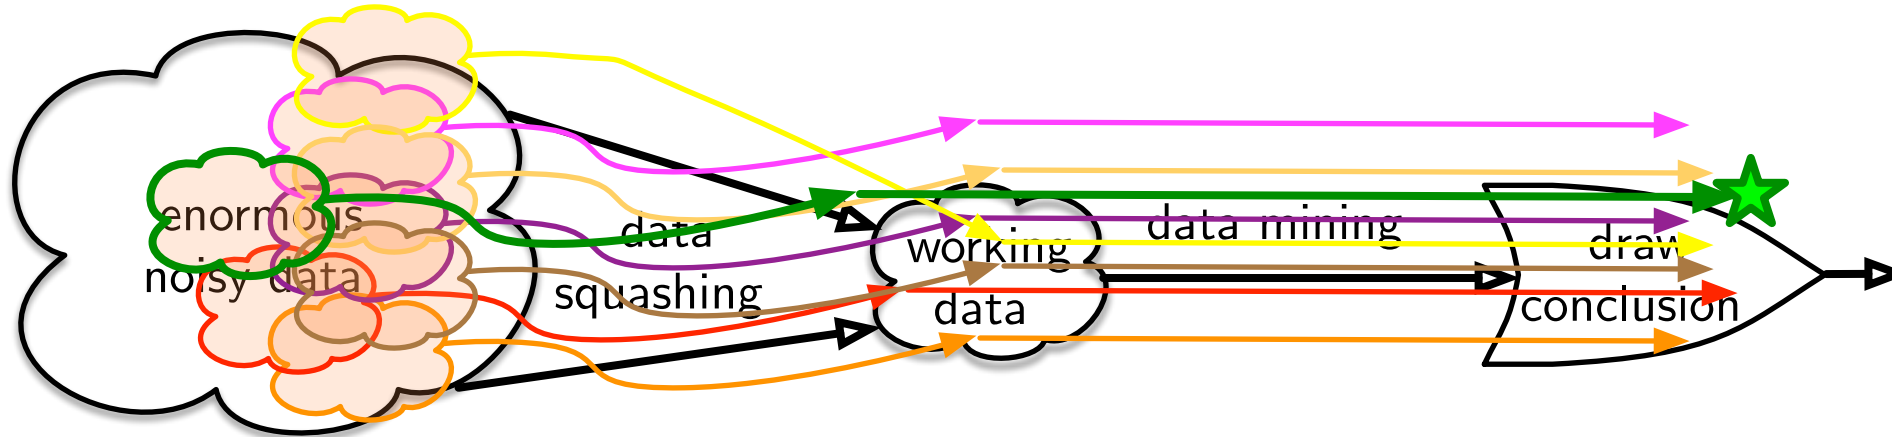 enormous
noisy data
data
squashing
working
data
data mining
draw
conclusion